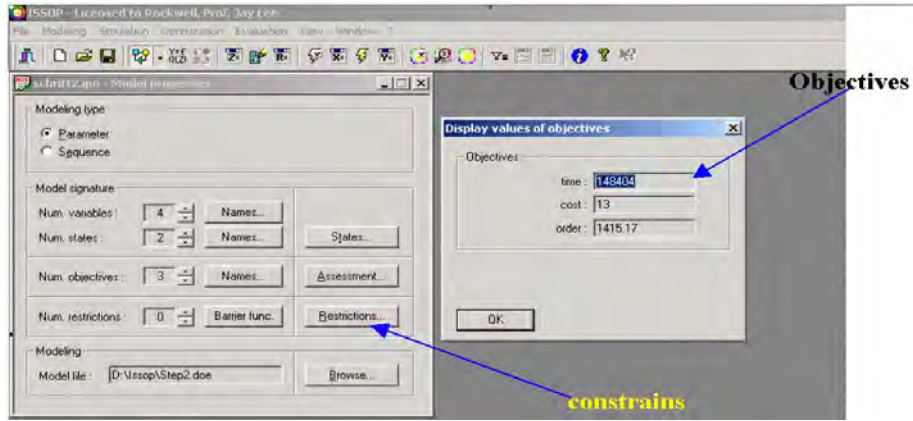 ISSOP - Licensed to Rockwell, Prof. Jay Lee
File Modeling Simulation Optimization Evaluation View Windows ?
Objectives
Model properties
Modeling type
Parameter
Sequence
Model signature
Num. variables : 4 Names...
Num. states : 2 Names... States...
Num. objectives : 3 Names... Assessment...
Num. restrictions : 0 Barrier func. Restrictions...
Modeling
Model file : D:\Issop\Step2.doe Browse...
Display values of objectives
Objectives
time : 148404
cost : 13
order : 1415.17
OK
constrains